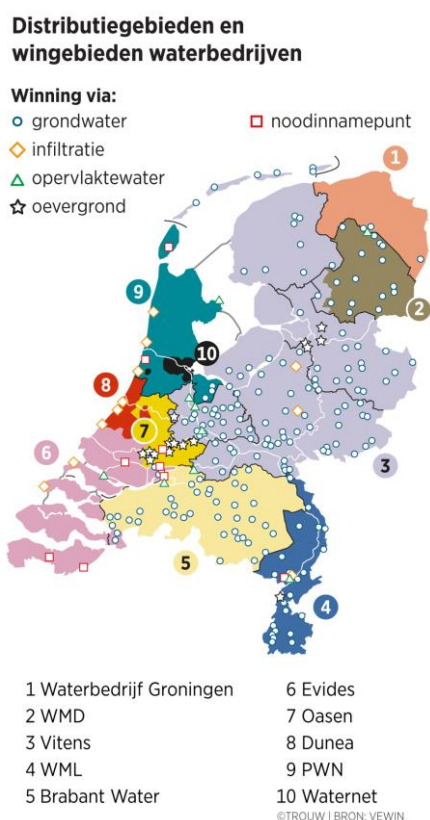 Distributiegebieden en
wingebieden waterbedrijven
Winning via:
grondwater
infiltratie
opervlaktewater
oevergrond
noodinnamepunt
1
2
3
4
5
6
7
8
9
10
1 Waterbedrijf Groningen
2 WMD
3 Vitens
4 WML
5 Brabant Water
6 Evides
7 Oasen
8 Dunea
9 PWN
10 Waternet
©TROUW | BRON: VEWIN